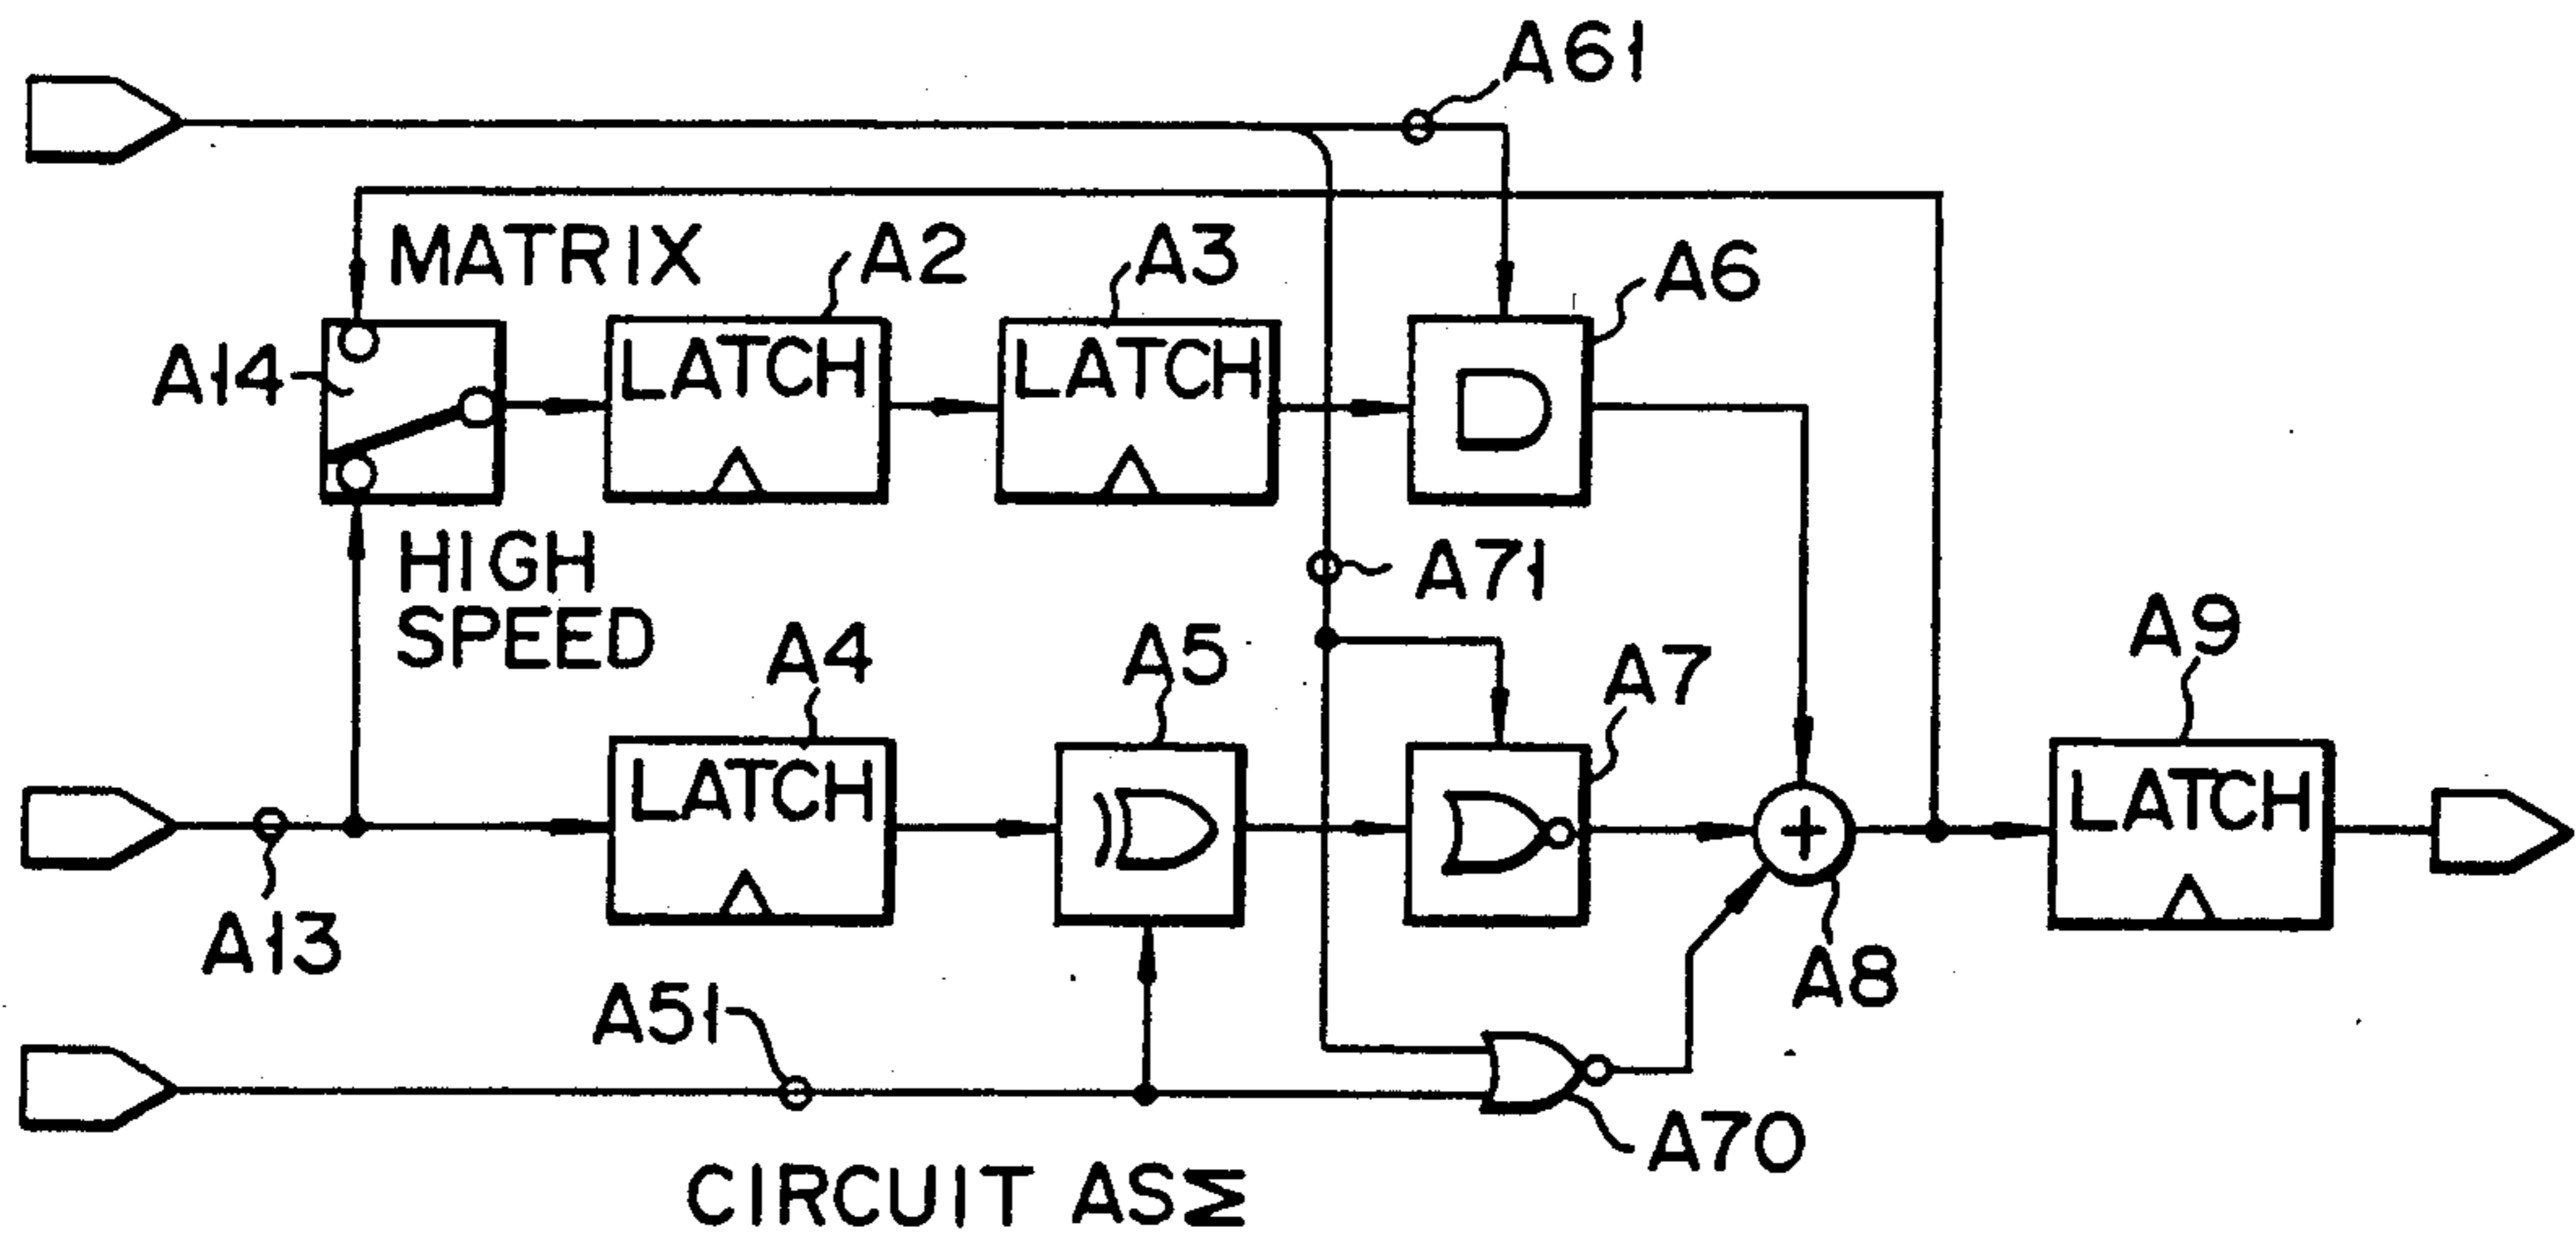 A61
MATRIX
A2
A3
A6
A14
LATCH
LATCH
HIGH
SPEED
A71
A4
A5
A7
A9
LATCH
LATCH
A13
A51
A8
A70
CIRCUIT ASΣ